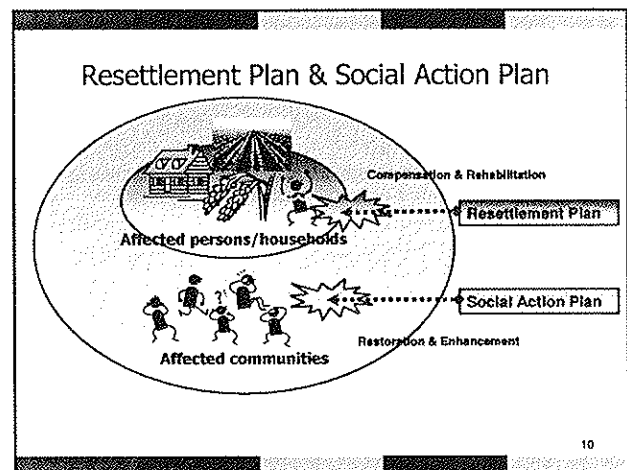 Resettlement Plan & Social Action Plan
Compensation & Rehabilitation
Resettlement Plan
Affected persons/households
?!
Social Action Plan
Affected communities
Restoration & Enhancement
10